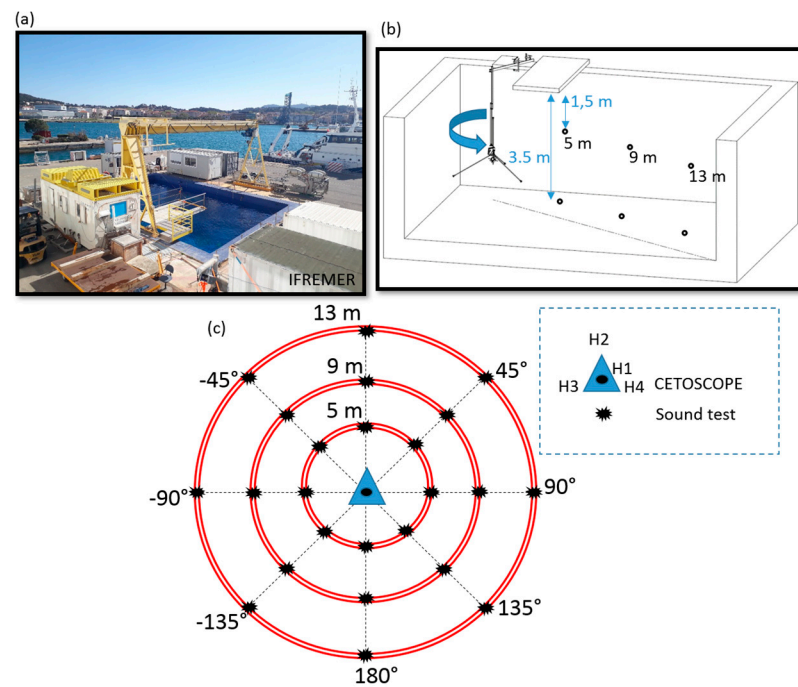 (a)
IFREMER
(b)
1,5 m
3.5 m
5 m
9 m
13 m
(c)
13 m
9 m
5 m
-45°
45°
-90°
90°
-135°
135°
180°
H2
H1
H3
H4 CETOSCOPE
Sound test